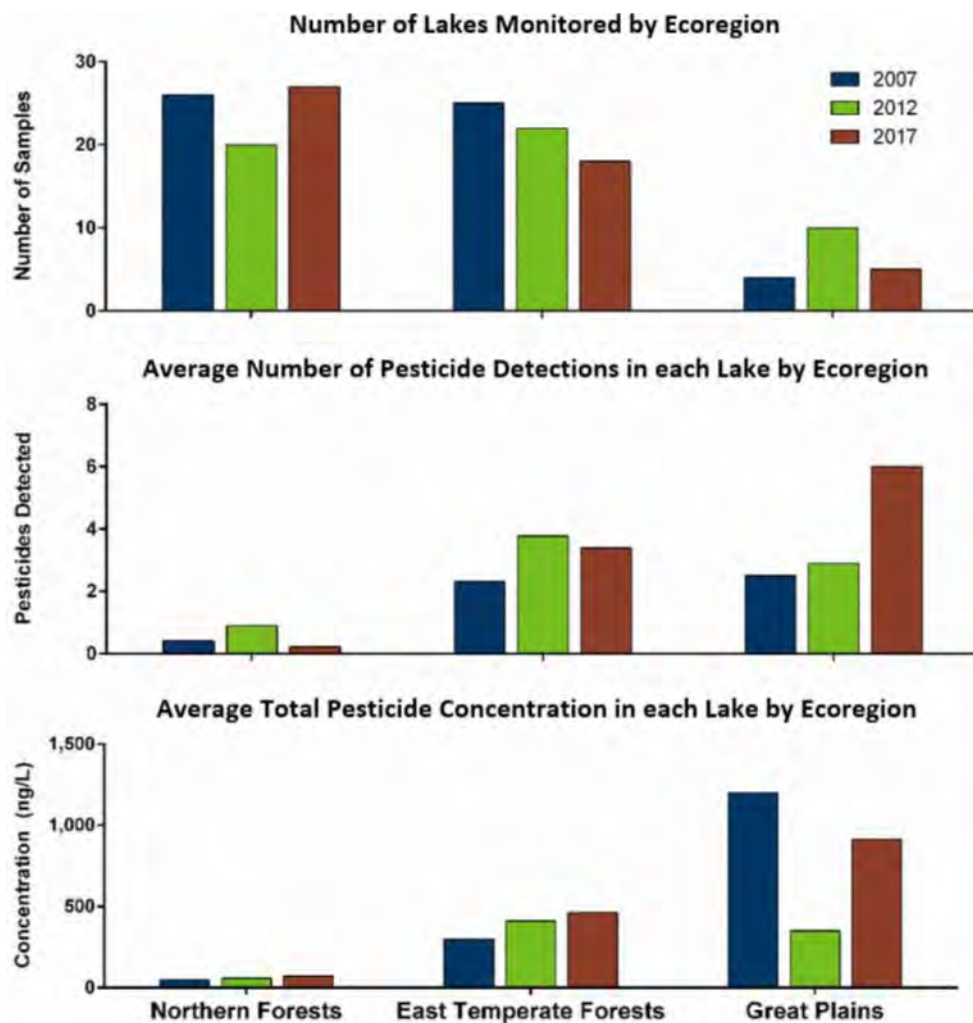 Number of Lakes Monitored by Ecoregion
30
20
10
0
Number of Samples
2007
2012
2017
Average Number of Pesticide Detections in each Lake by Ecoregion
8
6
4
2
0
Pesticides Detected
Average Total Pesticide Concentration in each Lake by Ecoregion
1,500
1,000
500
0
Concentration (ng/L)
Northern Forests East Temperate Forests Great Plains